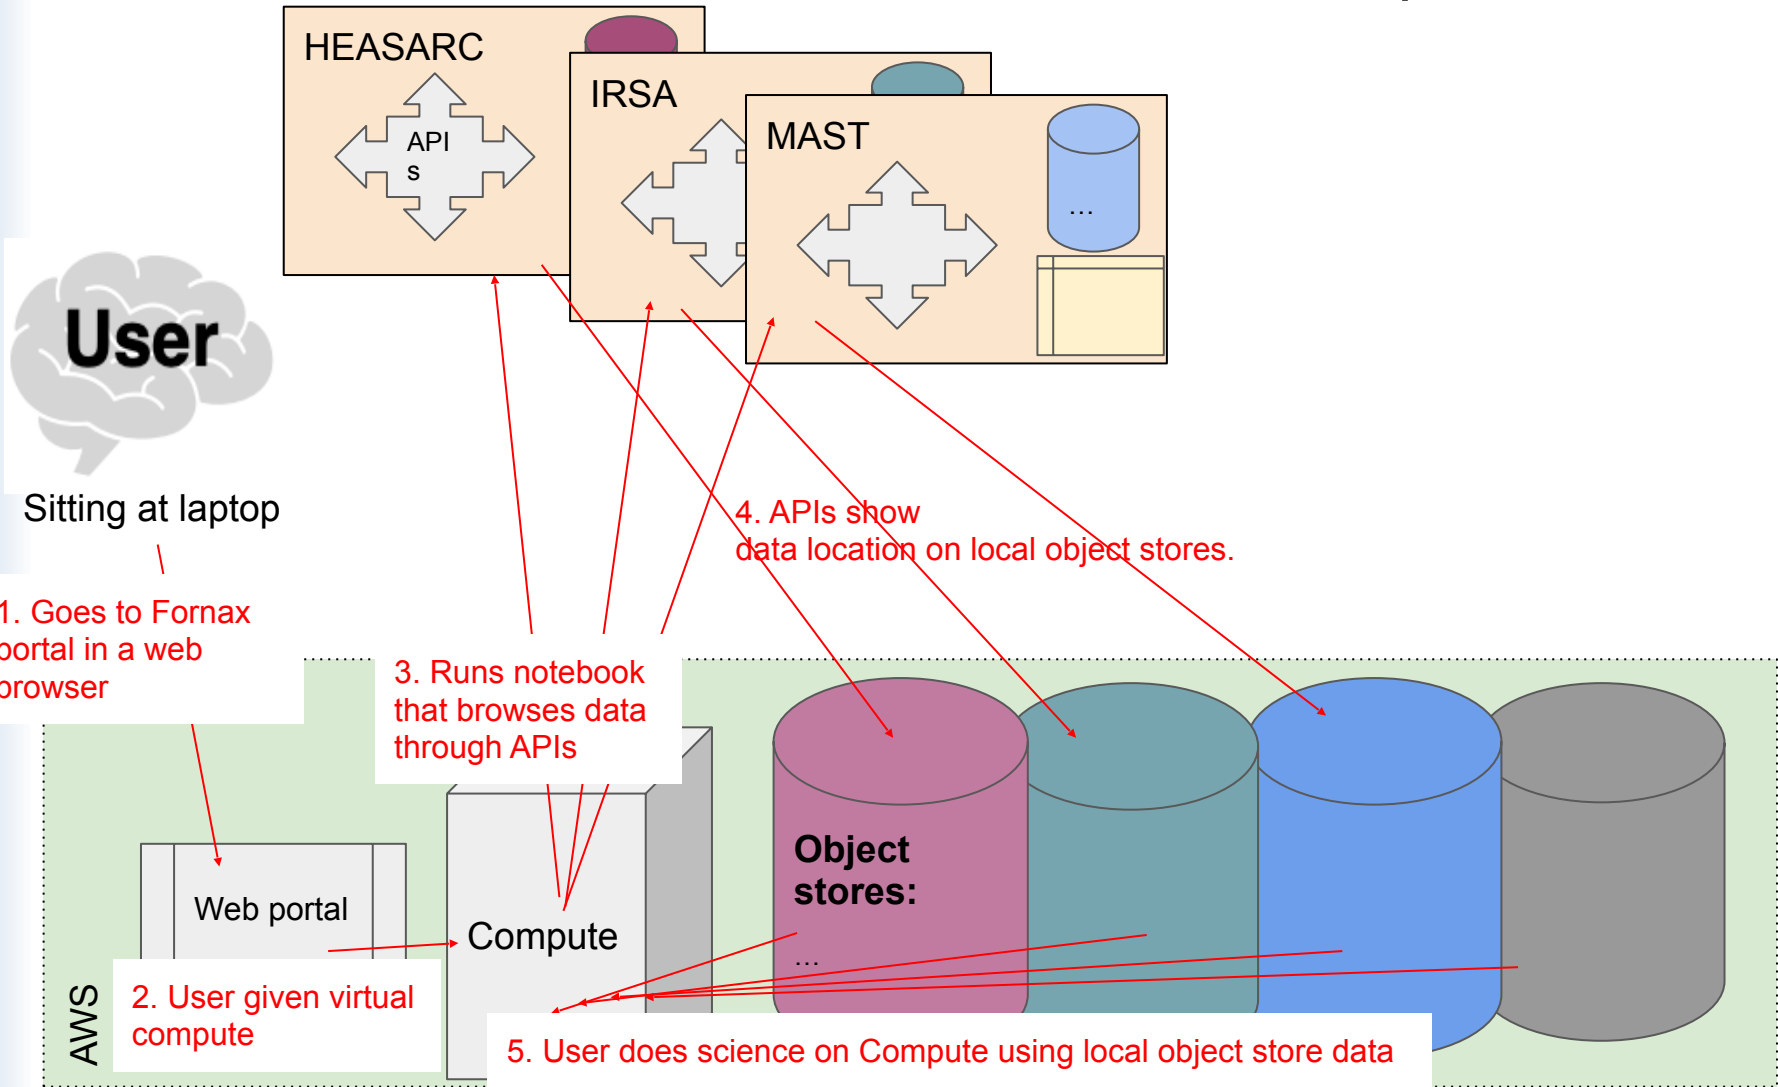 HEASARC
API
s
IRSA
MAST
...
User
Sitting at laptop
4. APIs show
data location on local object stores.
1. Goes to Fornax
portal in a web
browser
3. Runs notebook
that browses data
through APIs
Object
stores:
...
Web portal
Compute
AWS
2. User given virtual
compute
5. User does science on Compute using local object store data